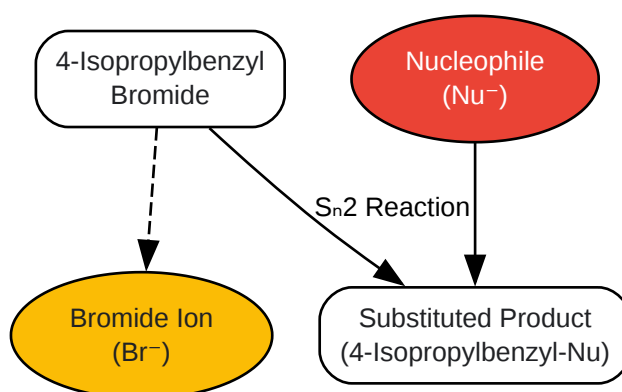 4-Isopropylbenzyl
Bromide
Nucleophile
(Nu⁻)
Sₙ2 Reaction
Bromide Ion
(Br⁻)
Substituted Product
(4-Isopropylbenzyl-Nu)